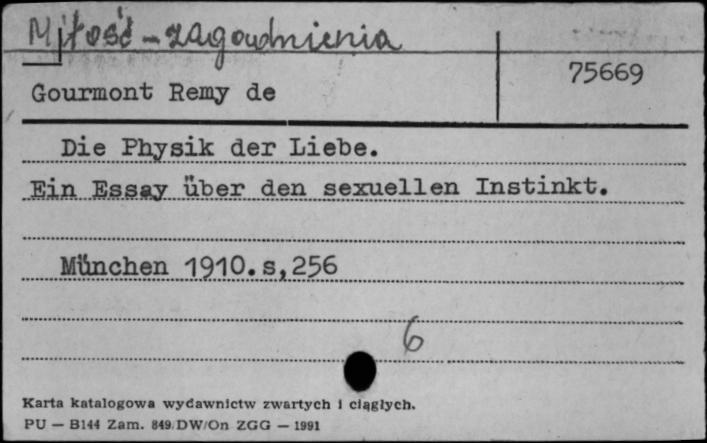 Miłość - zagadnienia
75669
Gourmont Remy de
Die Physik der Liebe.
Ein Essay über den sexuellen Instinkt.
München 1910.s,256
6
Karta katalogowa wydawnictw zwartych i ciągłych.
PU — B144 Zam. 849/DW/On ZGG — 1991